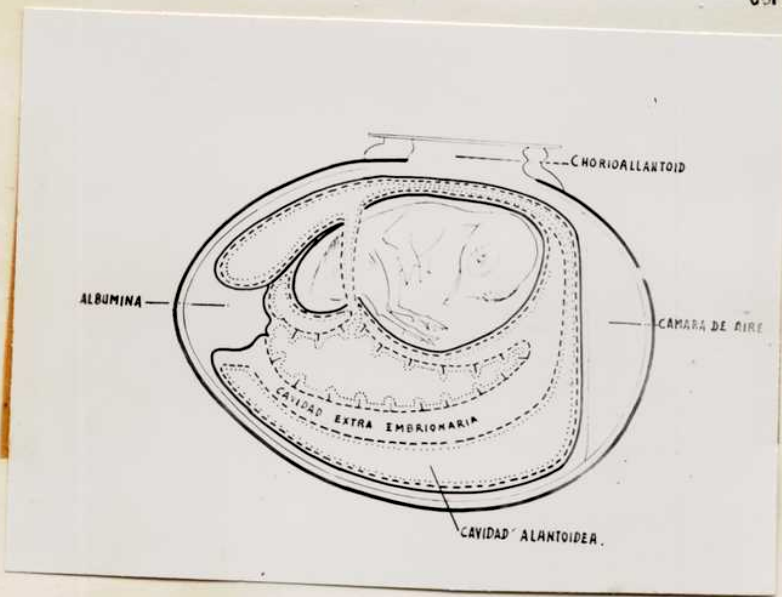 CHORIOALLANTOID
ALBUMINA
CAMARA DE AIRE
CAVIDAD EXTRA EMBRIONARIA
CAVIDAD ALANTOIDEA.